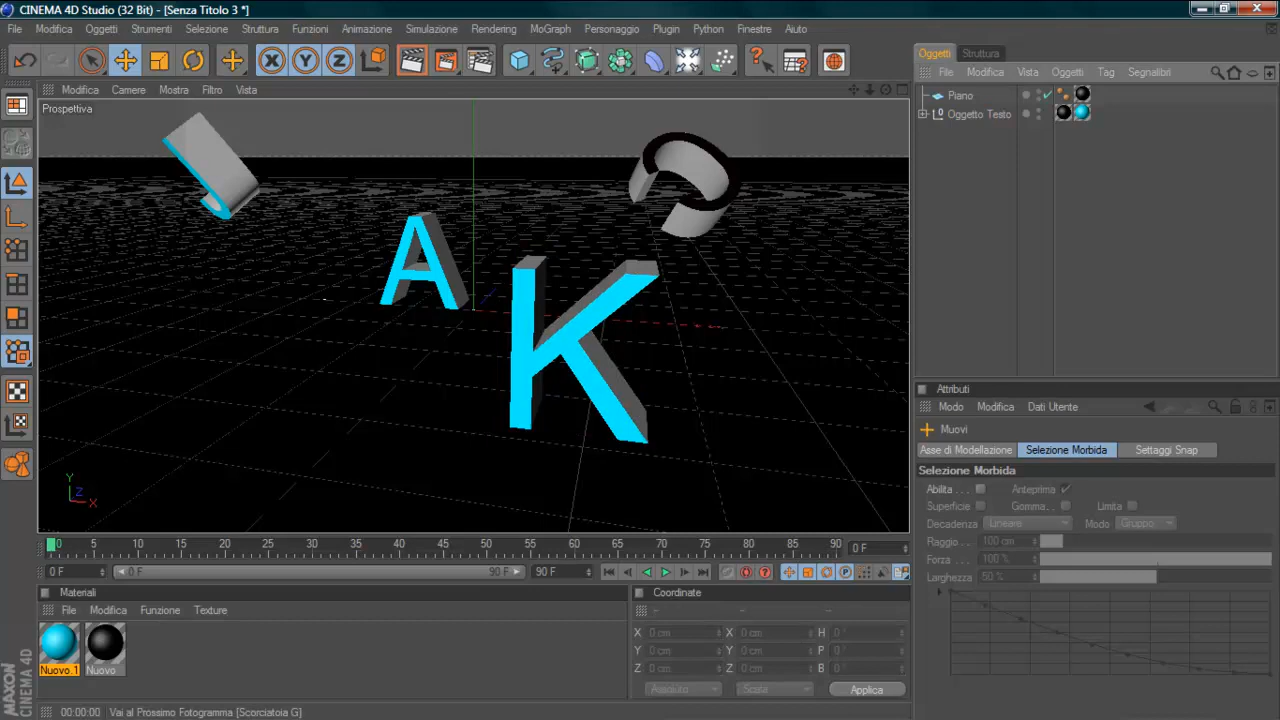 CINEMA 4D Studio (32 Bit) - [Senza Titolo 3 *]
File Modifica Oggetti Strumenti Selezione Struttura Funzioni Animazione Simulazione Rendering MoGraph Personaggio Plugin Python Finestre Aiuto
X Y Z
Oggetti Struttura
File Modifica Vista Oggetti Tag Segnalibri
Piano
Oggetto Testo
Modifica Camere Mostra Filtro Vista
Prospettiva
A K
Y Z X
Attributi
Modo Modifica Dati Utente
Muovi
Asse di Modellazione Selezione Morbida Settaggi Snap
Selezione Morbida
Abilita . . . Anteprima
Superficie Gomma. . Limita
Decadenza Lineare Modo Gruppo
Raggio . . . 100 cm
Forza . . . 100 %
Larghezza 50 %
0 5 10 15 20 25 30 35 40 45 50 55 60 65 70 75 80 85 90 0 F
0 F 0 F 90 F 90 F
Materiali
File Modifica Funzione Texture
Nuovo.1 Nuovo
Coordinate
-- -- --
X 0 cm X 0 cm H 0 °
Y 0 cm Y 0 cm P 0 °
Z 0 cm Z 0 cm B 0 °
Assoluto Scala Applica
MAXON
CINEMA 4D
00:00:00 Vai al Prossimo Fotogramma [Scorciatoia G]